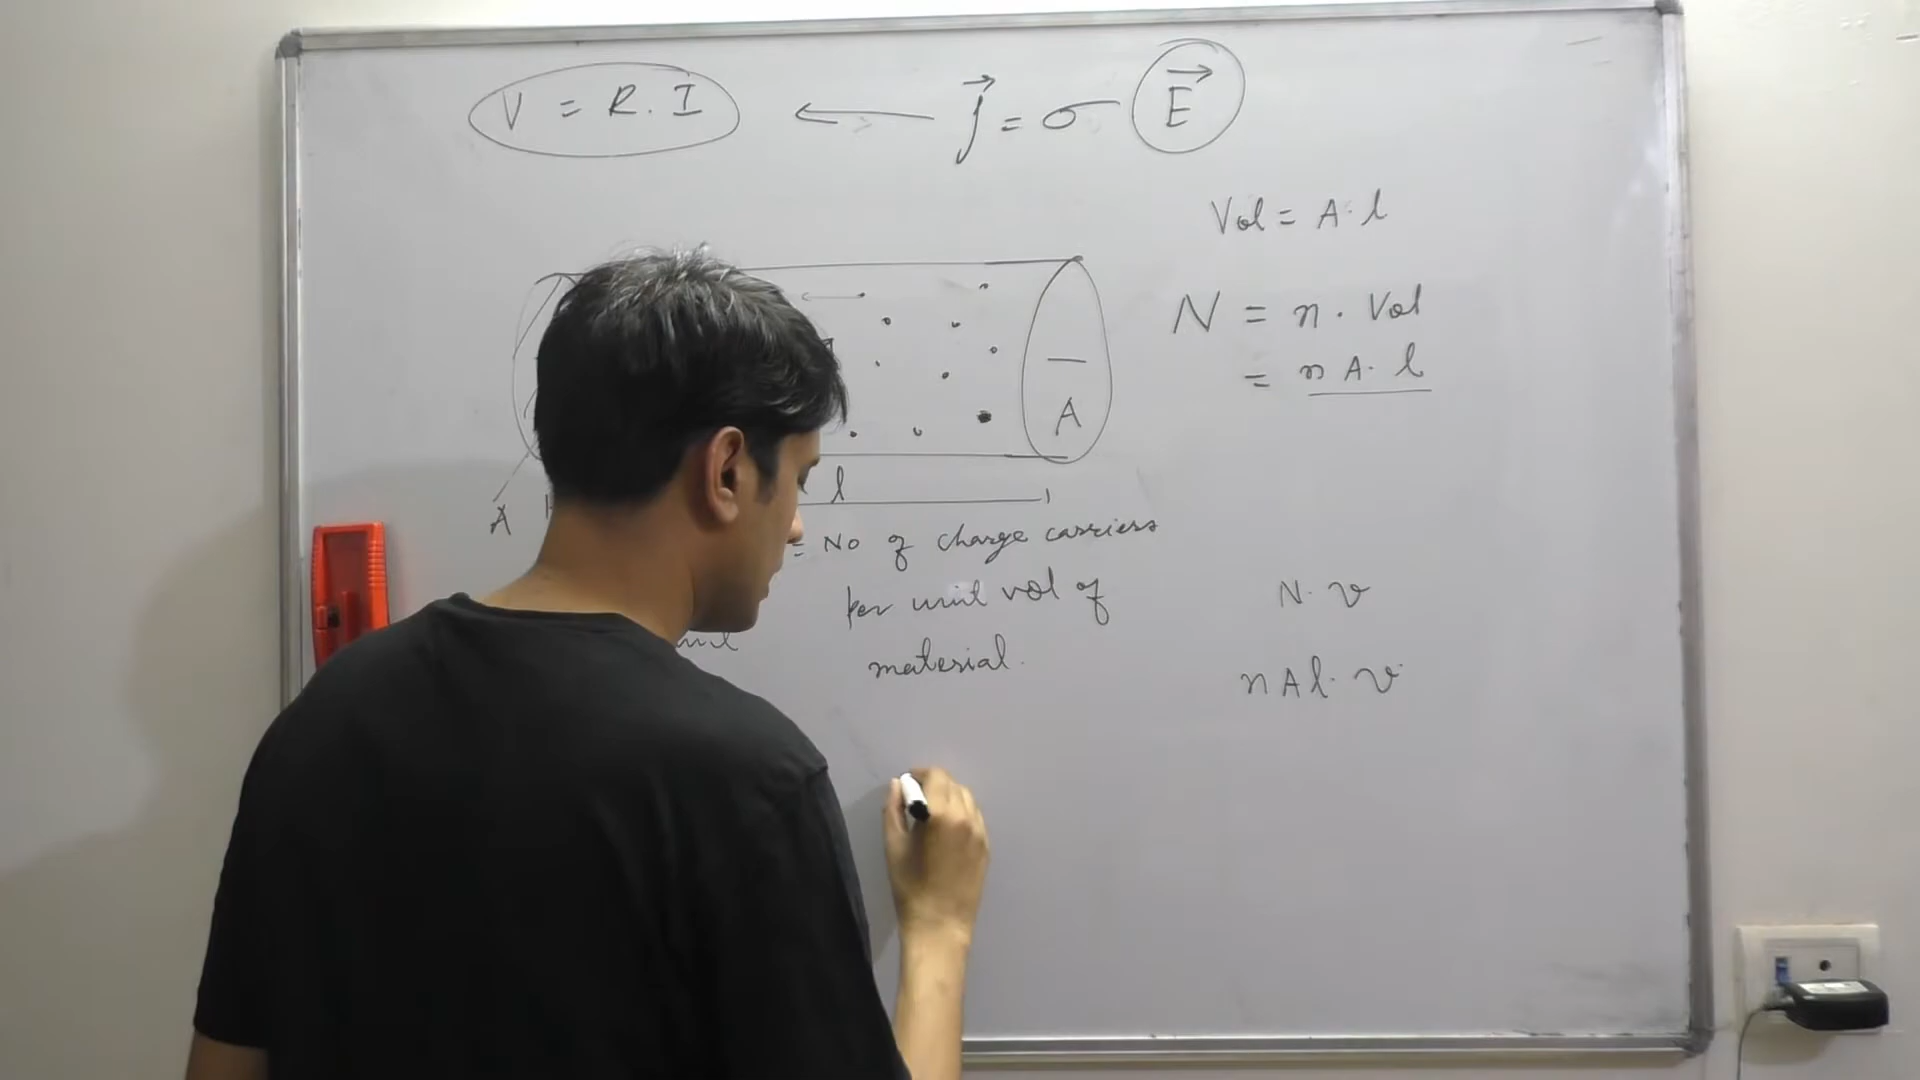 V = R. I ← j⃗ = σ E⃗
Vol = A. l
N = n . Vol
= n A. l
A
l
A
= No of charge carriers
per unit vol of
material.
N. v
n A l. v